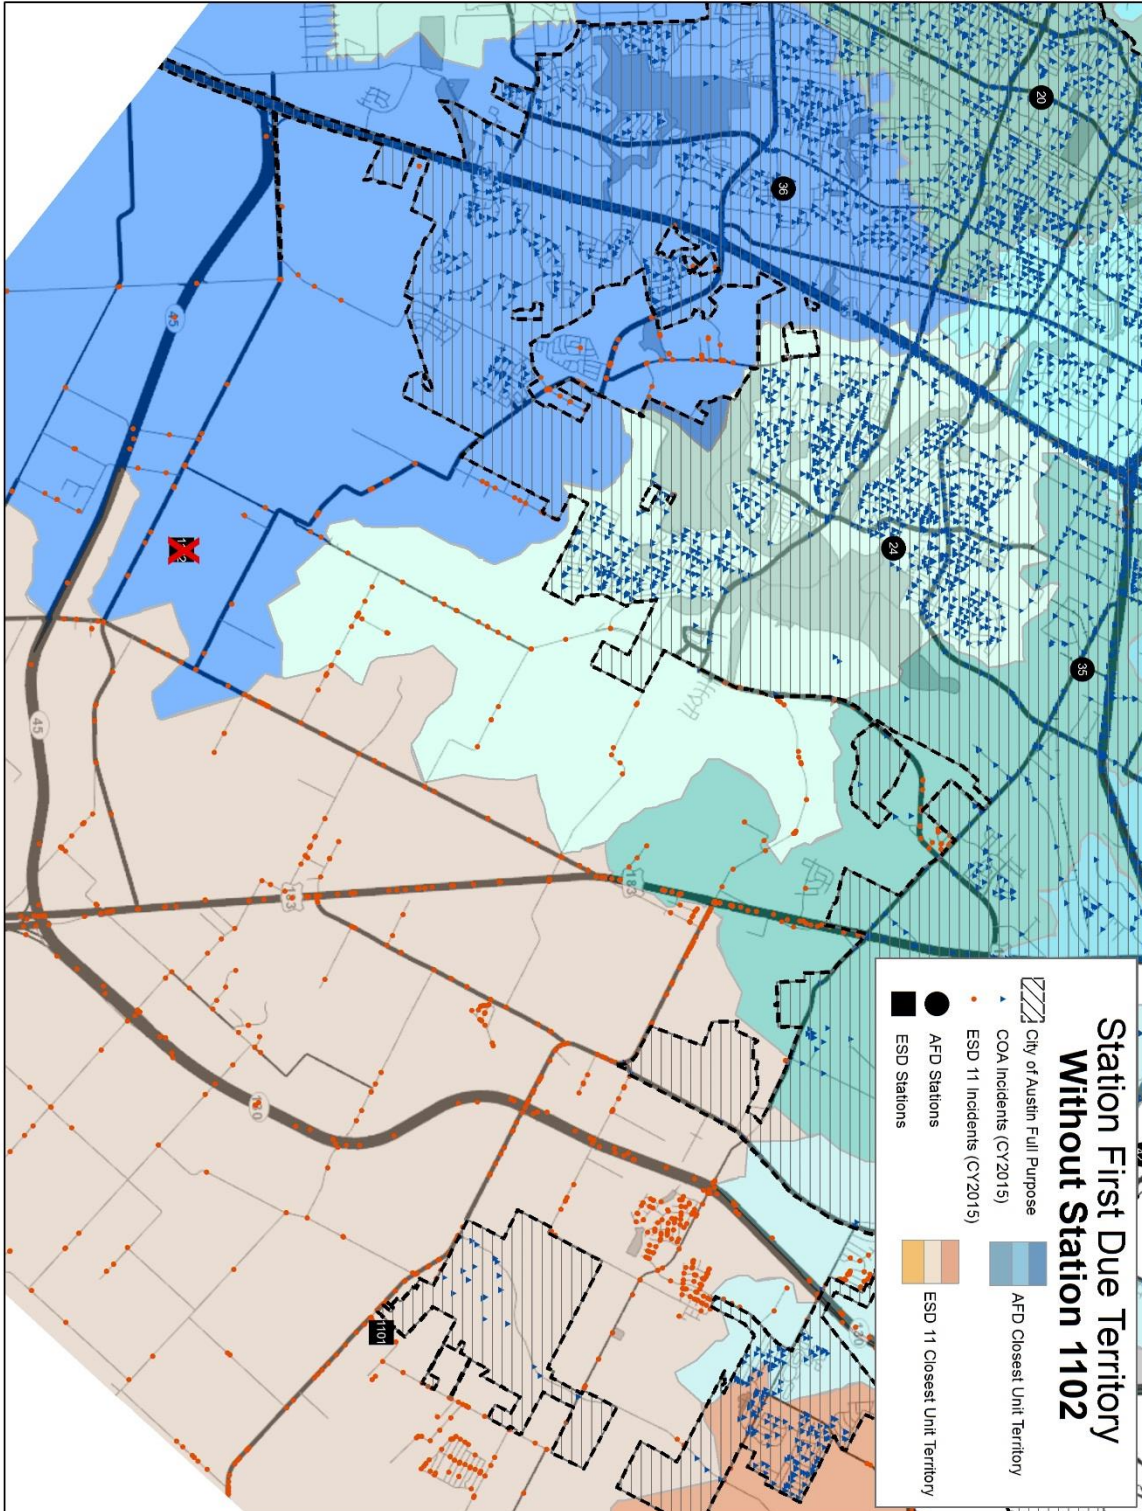 Station First Due Territory
Without Station 1102
City of Austin Full Purpose
COA Incidents (CY2015)
ESD 11 Incidents (CY2015)
AFD Stations
ESD Stations
AFD Closest Unit Territory
ESD 11 Closest Unit Territory
20
36
24
35
45
45
183
183
130
1101